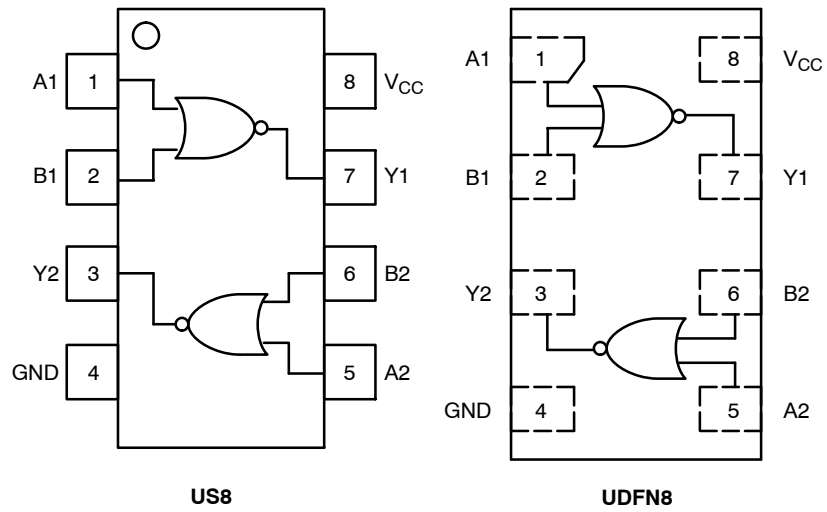 A1 1 8 VCC
B1 2 7 Y1
Y2 3 6 B2
GND 4 5 A2
US8
A1 1 8 VCC
B1 2 7 Y1
Y2 3 6 B2
GND 4 5 A2
UDFN8